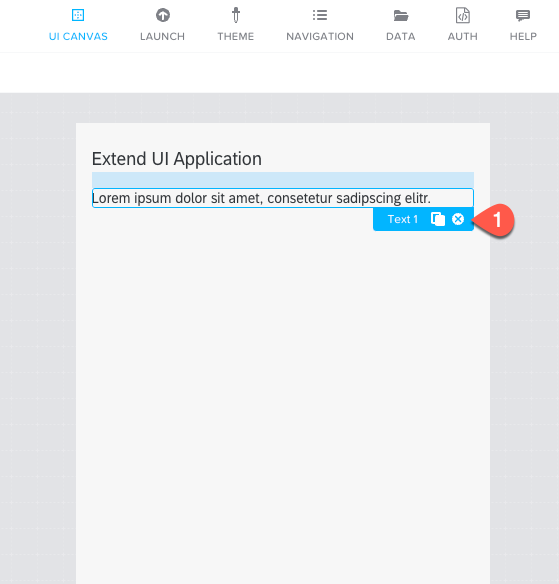 UI CANVAS LAUNCH THEME NAVIGATION DATA AUTH HELP
Extend UI Application
Lorem ipsum dolor sit amet, consetetur sadipscing elitr.
Text 1
1